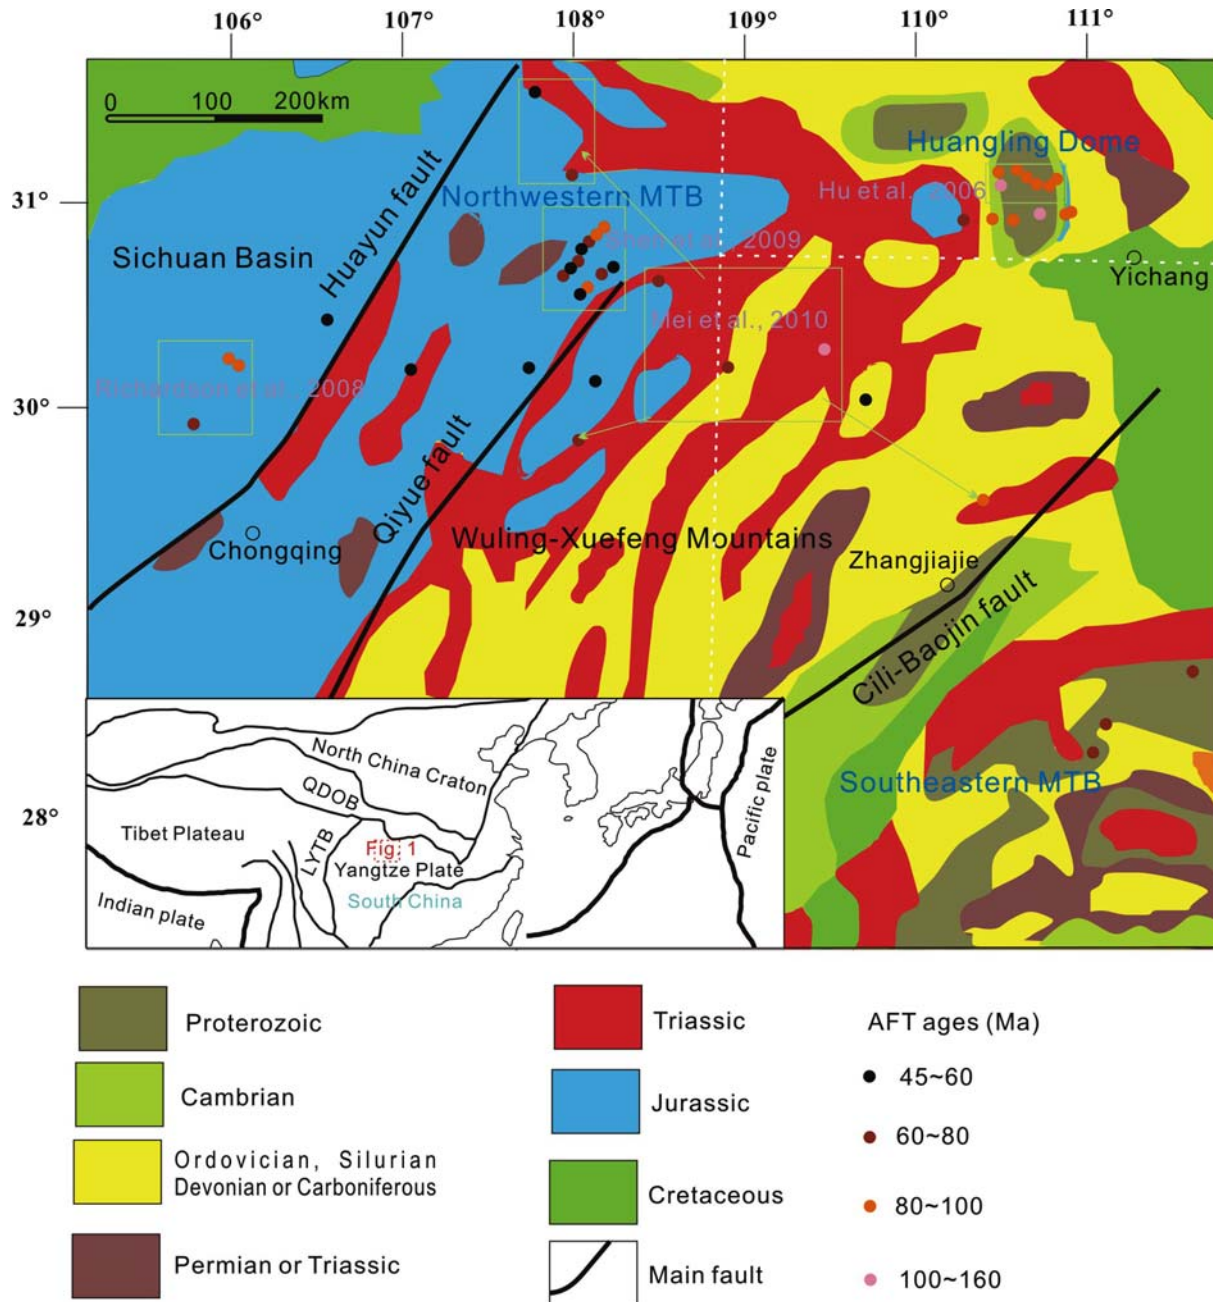 106° 107° 108° 109° 110° 111°
0 100 200km
Huangling Dome
31°
Northwestern MTB
Hu et al., 2006
Huayun fault
Sichuan Basin
Shen et al., 2009
Yichang
Mei et al., 2010
Richardson et al., 2008
30°
Qiyue fault
Chongqing
Wuling-Xuefeng Mountains
Zhangjiajie
29°
Cili-Baojin fault
Southeastern MTB
28°
North China Craton
QDOB
Tibet Plateau
LYTB
Fig. 1
Yangtze Plate
South China
Indian plate
Pacific plate
Proterozoic
Cambrian
Ordovician, Silurian
Devonian or Carboniferous
Permian or Triassic
Triassic
Jurassic
Cretaceous
Main fault
AFT ages (Ma)
45~60
60~80
80~100
100~160